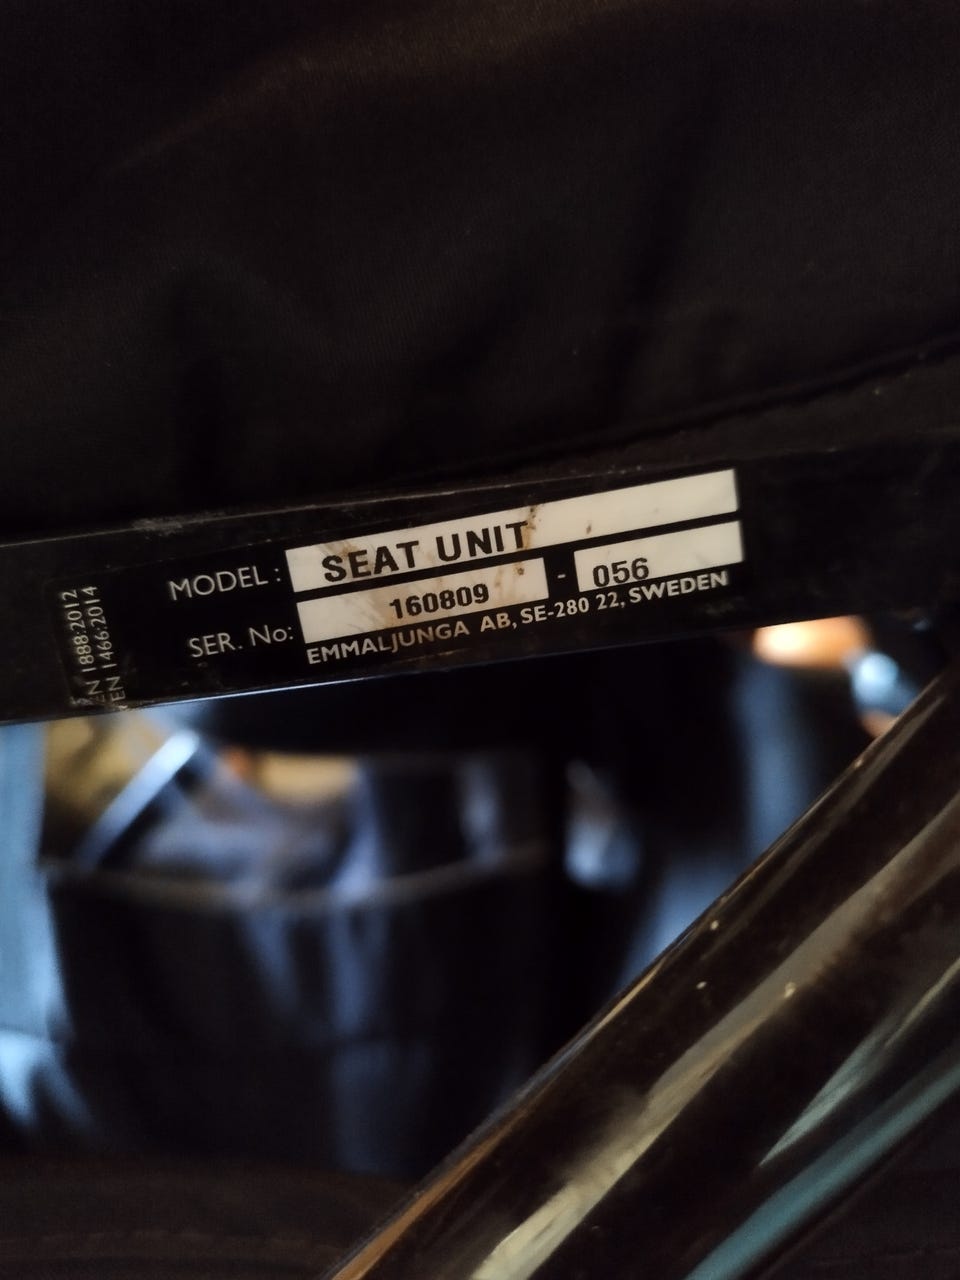 MODEL : SEAT UNIT
SER. No: 160809 - 056
EMMALJUNGA AB, SE-280 22, SWEDEN
EN 1888:2012
EN 1466:2014